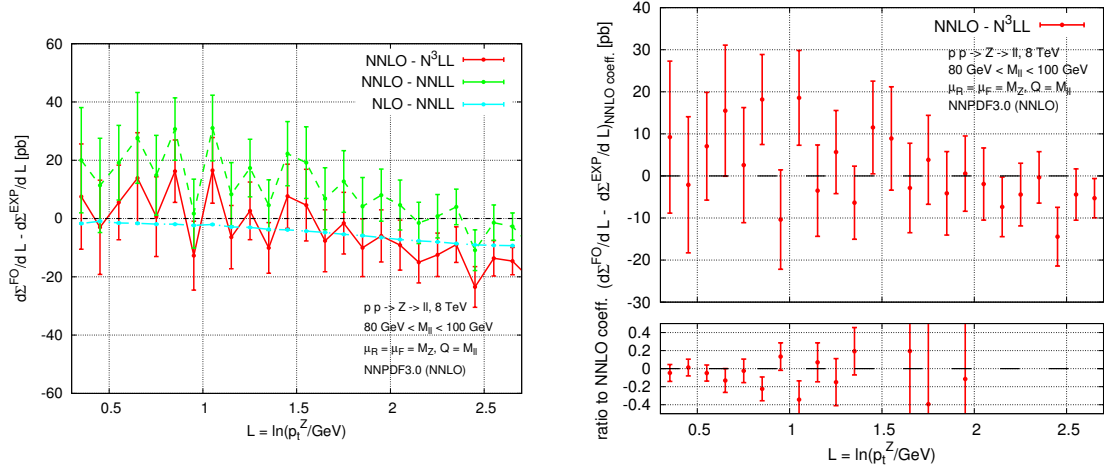 60
40
20
0
-20
-40
-60
dΣ^FO/d L - dΣ^EXP/d L [pb]
NNLO - N³LL
NNLO - NNLL
NLO - NNLL
p p -> Z -> ll, 8 TeV
80 GeV < M_ll < 100 GeV
μ_R = μ_F = M_Z, Q = M_ll
NNPDF3.0 (NNLO)
0.5 1 1.5 2 2.5
L = ln(p_t^Z/GeV)
40
30
20
10
0
-10
-20
-30
(dΣ^FO/d L - dΣ^EXP/d L)_NNLO coeff. [pb]
NNLO - N³LL
p p -> Z -> ll, 8 TeV
80 GeV < M_ll < 100 GeV
μ_R = μ_F = M_Z, Q = M_ll
NNPDF3.0 (NNLO)
ratio to NNLO coeff.
0.4
0.2
0
-0.2
-0.4
0.5 1 1.5 2 2.5
L = ln(p_t^Z/GeV)